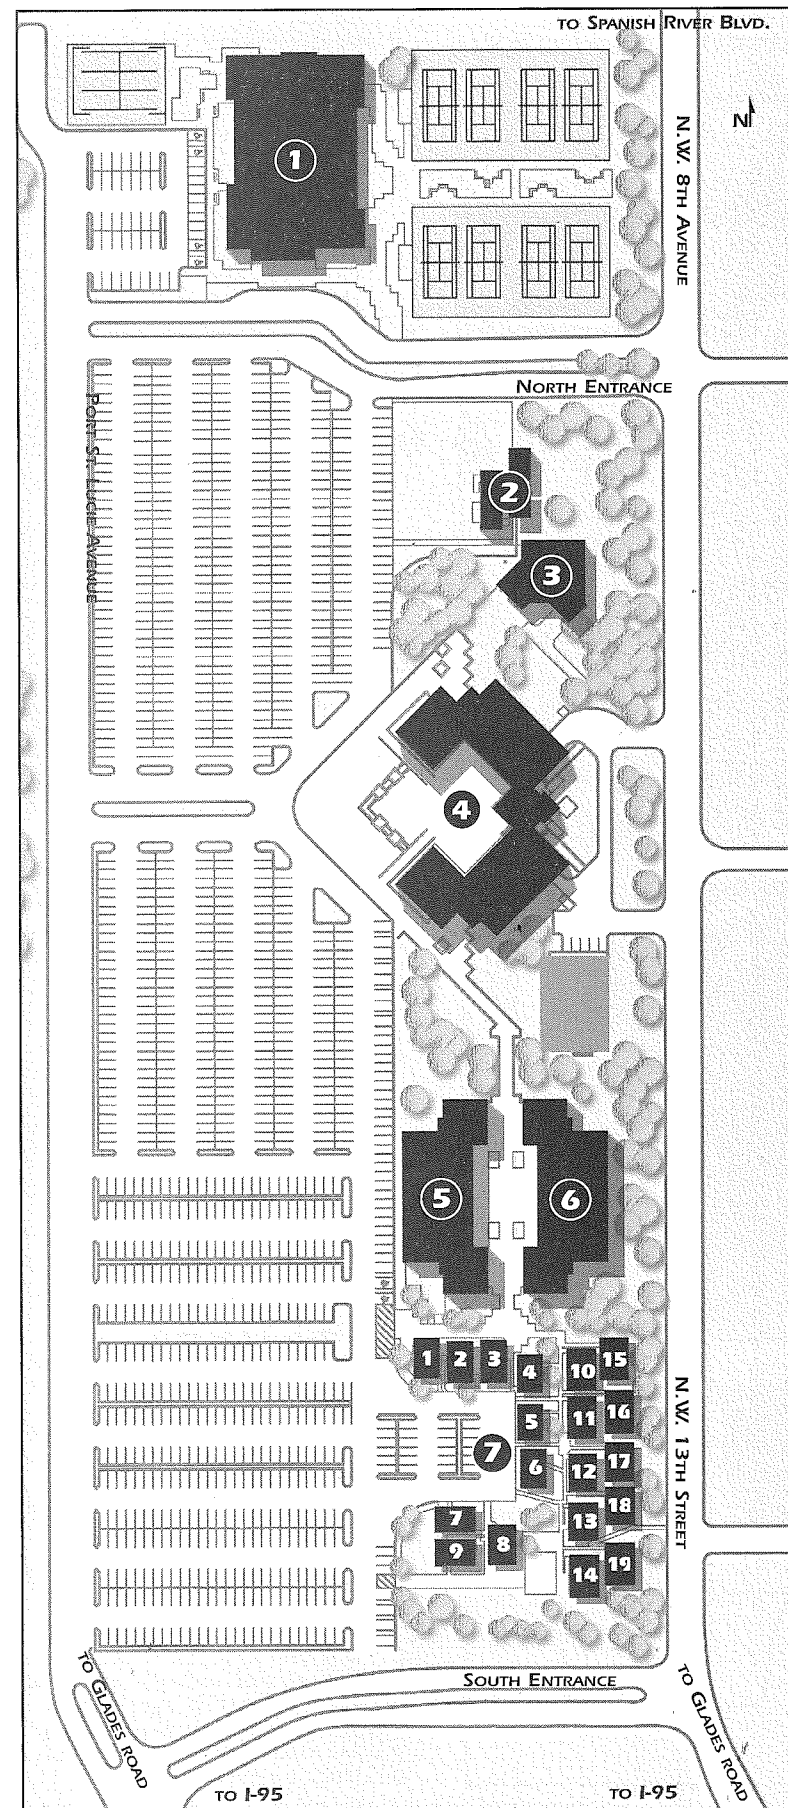 TO SPANISH RIVER BLVD.
N
N.W. 8TH AVENUE
1
NORTH ENTRANCE
PORT ST. LUCIE AVENUE
2
3
4
5
6
1
2
3
4
10
15
5
11
16
7
6
12
17
18
7
13
8
9
14
19
N.W. 13TH STREET
SOUTH ENTRANCE
TO GLADES ROAD
TO GLADES ROAD
TO I-95
TO I-95